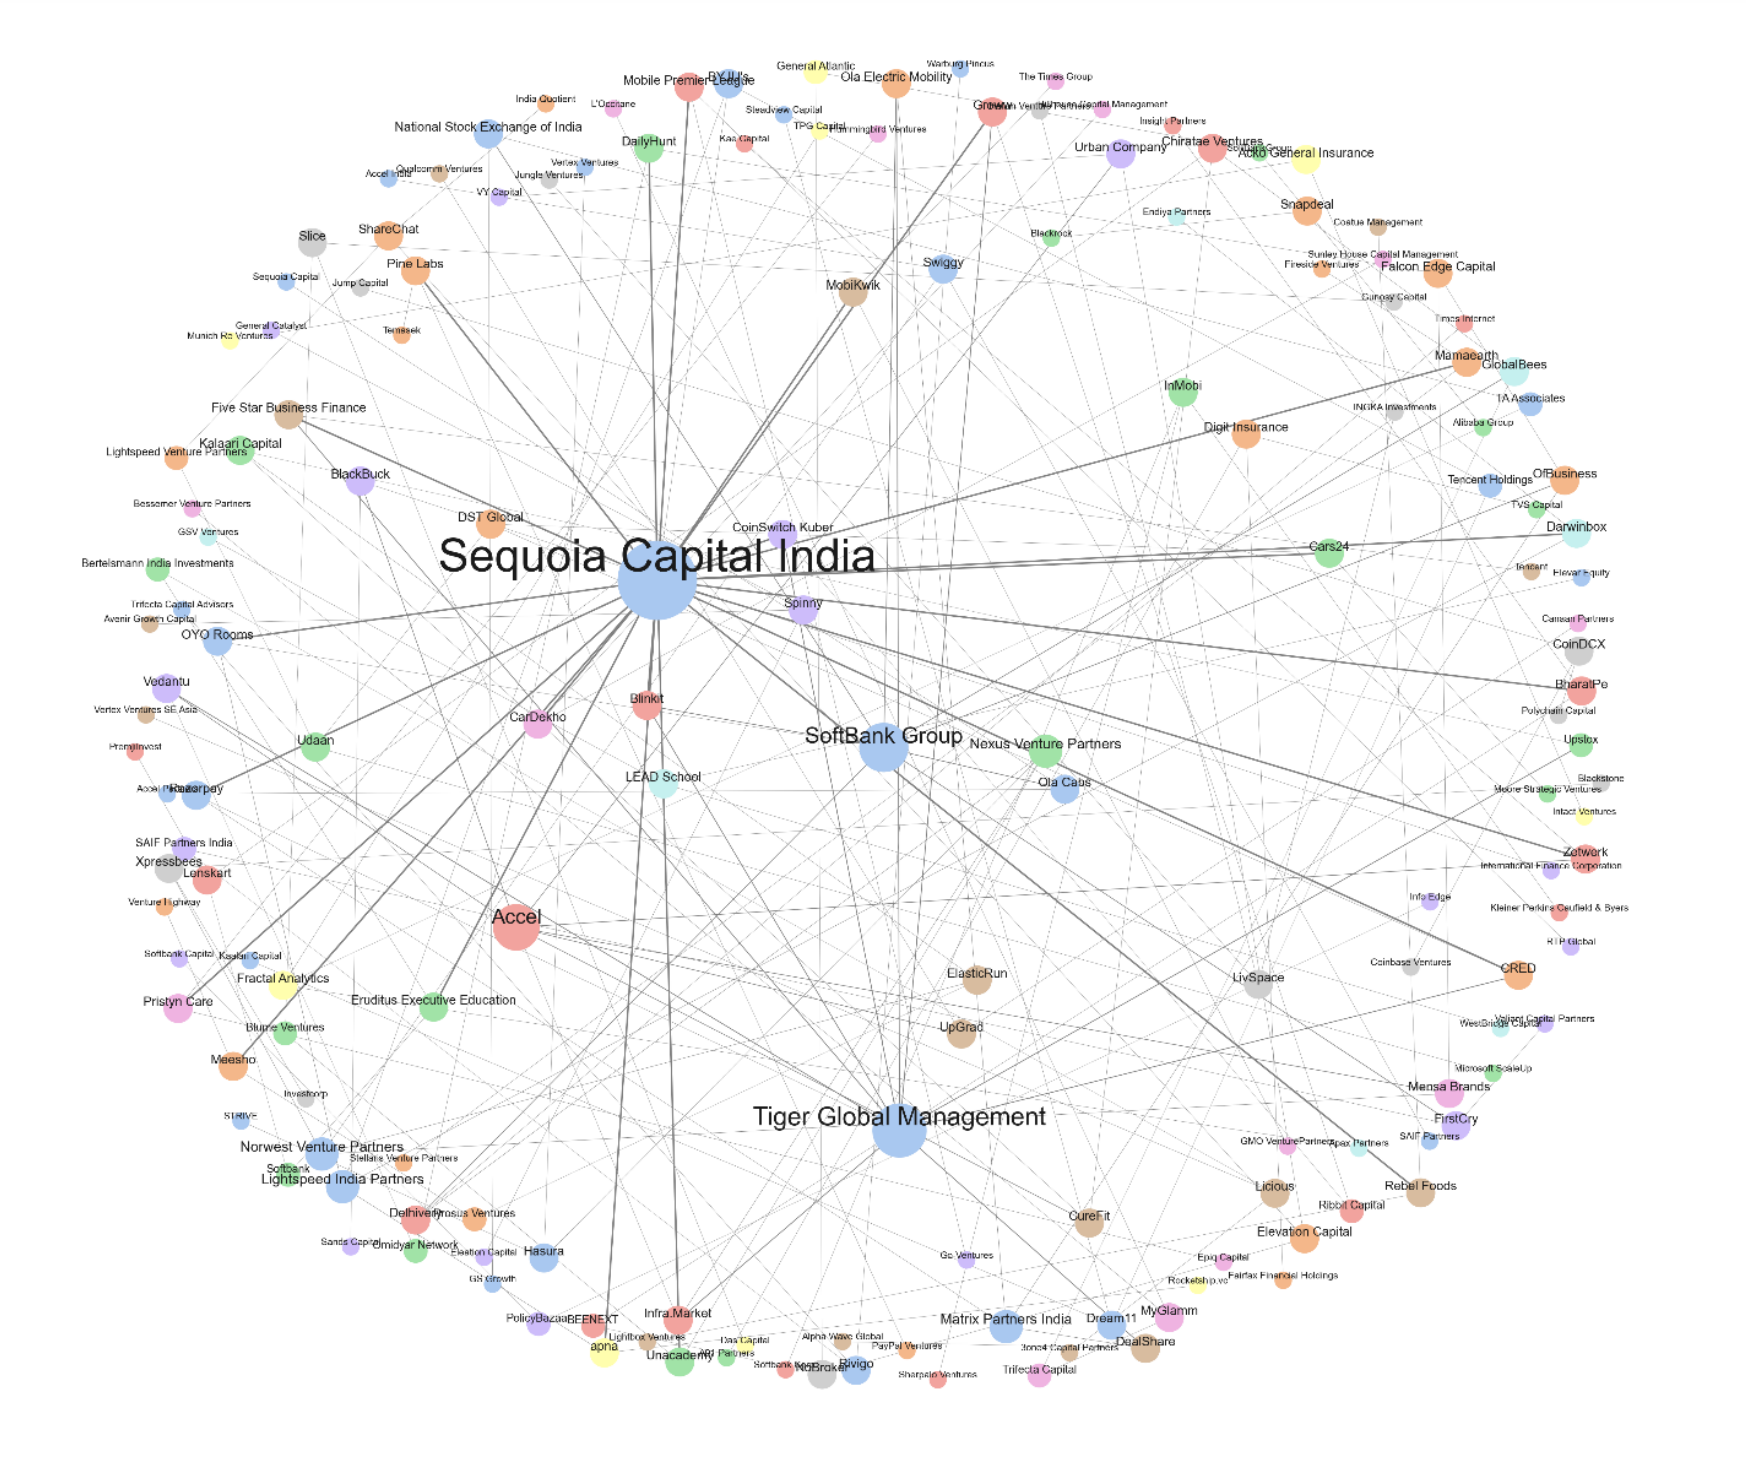 General Atlantic
Warburg Pincus
Mobile Premier League
BYJU's
Ola Electric Mobility
The Times Group
India Quotient
L'Occitane
Steadview Capital
Insight Partners
National Stock Exchange of India
TPG Capital
Hummingbird Ventures
Groww
Kae Capital
DailyHunt
Urban Company
Chiratae Ventures
Acko General Insurance
Vertex Ventures
Qualcomm Ventures
Accel India
Jungle Ventures
VY Capital
Snapdeal
Endiya Partners
Coatue Management
ShareChat
Slice
Blackrock
Sunley House Capital Management
Fireside Ventures
Falcon Edge Capital
Pine Labs
Swiggy
Sequoia Capital
Jump Capital
MobiKwik
Times Internet
General Catalyst
Munich Re Ventures
Temasek
Mamaearth
GlobalBees
InMobi
TA Associates
INGKA Investments
Five Star Business Finance
Alibaba Group
Digit Insurance
Kalaari Capital
Lightspeed Venture Partners
BlackBuck
OfBusiness
Tencent Holdings
Bessemer Venture Partners
TVS Capital
DST Global
CoinSwitch Kuber
Darwinbox
GSV Ventures
Sequoia Capital India
Cars24
Bertelsmann India Investments
Tencent
Elevar Equity
Trifecta Capital Advisors
Spinny
Avenir Growth Capital
Canaan Partners
OYO Rooms
CoinDCX
Vedantu
BharatPe
Blinkit
Vertex Ventures SE Asia
Polychain Capital
CarDekho
SoftBank Group
Nexus Venture Partners
Udaan
Upstox
PremjiInvest
LEAD School
Ola Cabs
Blackstone
Razorpay
Moore Strategic Ventures
Intact Ventures
SAIF Partners India
Zetwerk
Xpressbees
International Finance Corporation
Lenskart
Info Edge
Venture Highway
Kleiner Perkins Caufield & Byers
Accel
RTP Global
Softbank Capital
Kaalari Capital
Coinbase Ventures
CRED
Fractal Analytics
ElasticRun
LivSpace
Pristyn Care
Eruditus Executive Education
Blume Ventures
UpGrad
WestBridge Capital
Valiant Capital Partners
Meesho
Microsoft ScaleUp
Investcorp
Mensa Brands
STRIVE
Tiger Global Management
FirstCry
Norwest Venture Partners
GMO VenturePartners
Apax Partners
SAIF Partners
Stellaris Venture Partners
Softbank
Lightspeed India Partners
Licious
Rebel Foods
Ribbit Capital
Delhivery
Prosus Ventures
CureFit
Elevation Capital
Sands Capital
Omidyar Network
Hasura
Go Ventures
Epiq Capital
GS Growth
Rocketship.vc
Fairfax Financial Holdings
PolicyBazaar
BEENEXT
Infra.Market
Matrix Partners India
Dream11
MyGlamm
Lightbox Ventures
Das Capital
Alpha Wave Global
apna
Unacademy
PayPal Ventures
3one4 Capital Partners
DealShare
NoBroker
Rivigo
Sherpalo Ventures
Trifecta Capital